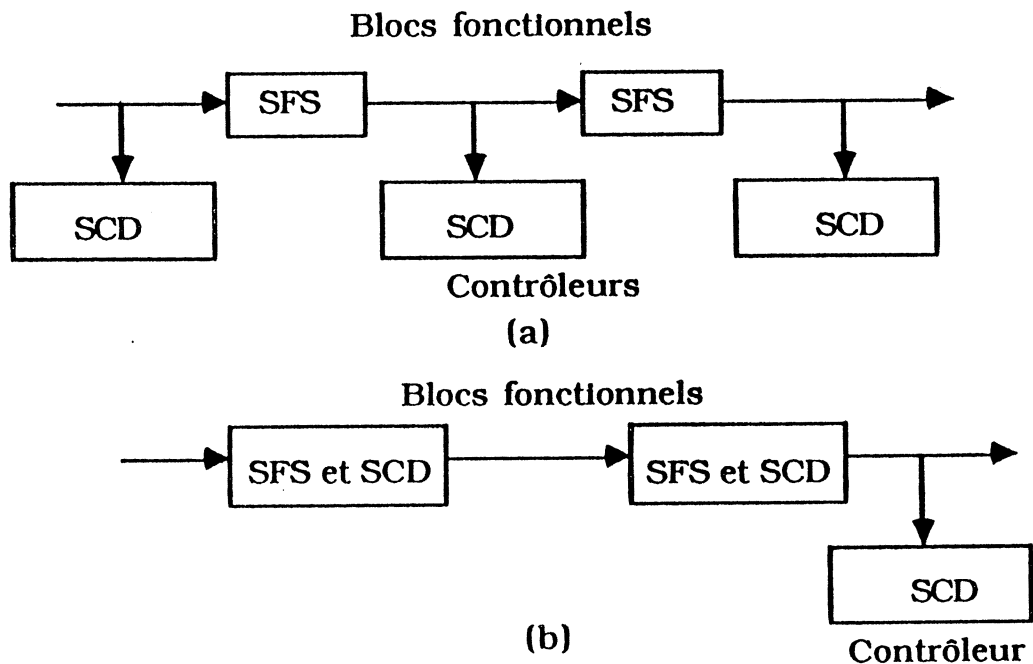 Blocs fonctionnels
SFS
SFS
SCD
SCD
SCD
Contrôleurs
(a)
Blocs fonctionnels
SFS et SCD
SFS et SCD
SCD
(b)
Contrôleur